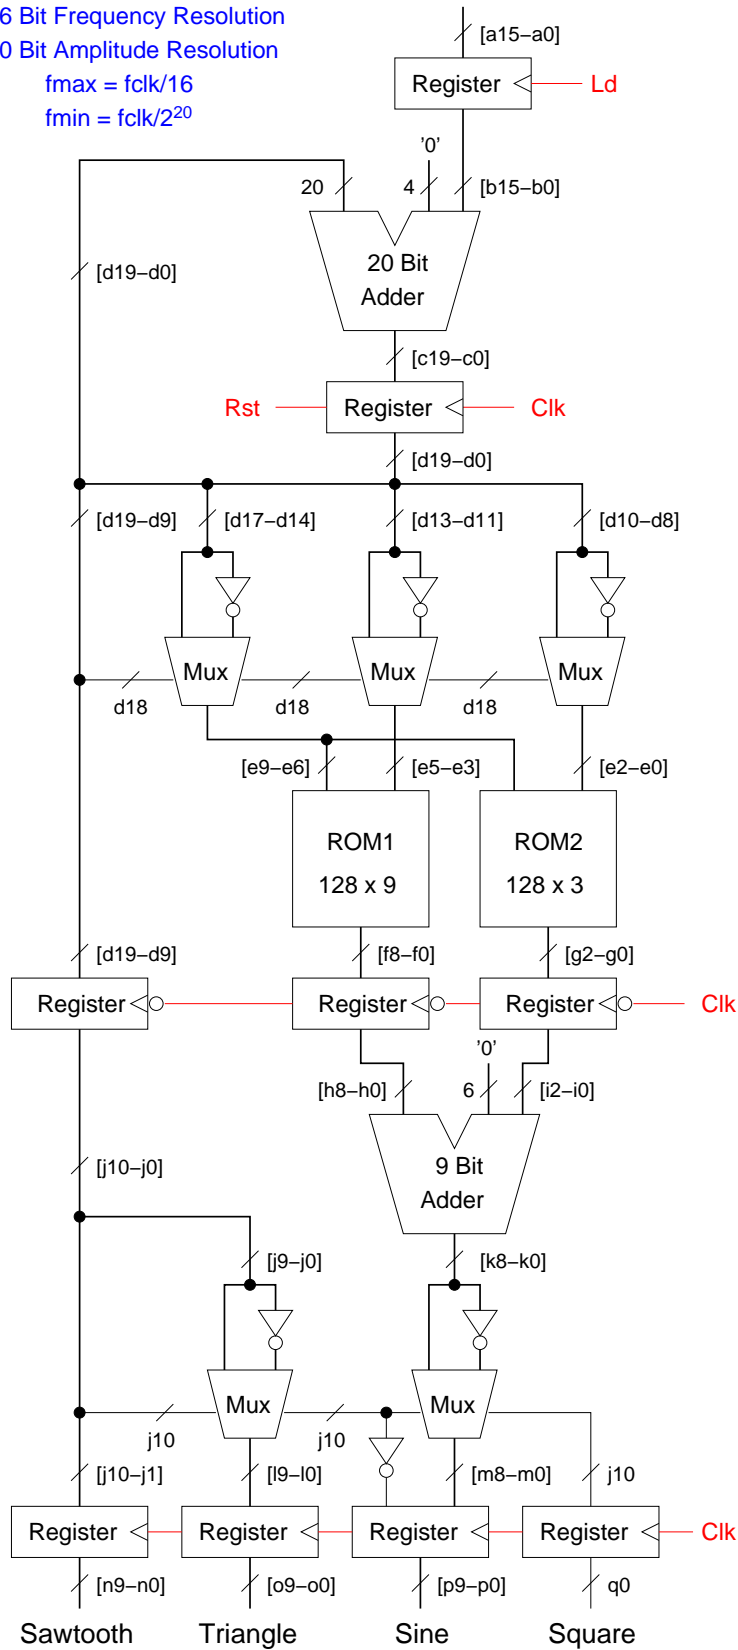 6 Bit Frequency Resolution
0 Bit Amplitude Resolution
fmax = fclk/16
fmin = fclk/2^20
[a15−a0]
Register
Ld
'0'
20
4
[b15−b0]
20 Bit
Adder
[d19−d0]
[c19−c0]
Rst
Register
Clk
[d19−d0]
[d19−d9]
[d17−d14]
[d13−d11]
[d10−d8]
Mux
Mux
Mux
d18
d18
d18
[e9−e6]
[e5−e3]
[e2−e0]
ROM1
128 x 9
ROM2
128 x 3
[d19−d9]
[f8−f0]
[g2−g0]
Register
Register
Register
Clk
'0'
[h8−h0]
6
[i2−i0]
9 Bit
Adder
[j10−j0]
[j9−j0]
[k8−k0]
Mux
Mux
j10
j10
[j10−j1]
[l9−l0]
[m8−m0]
j10
Register
Register
Register
Register
Clk
[n9−n0]
[o9−o0]
[p9−p0]
q0
Sawtooth
Triangle
Sine
Square